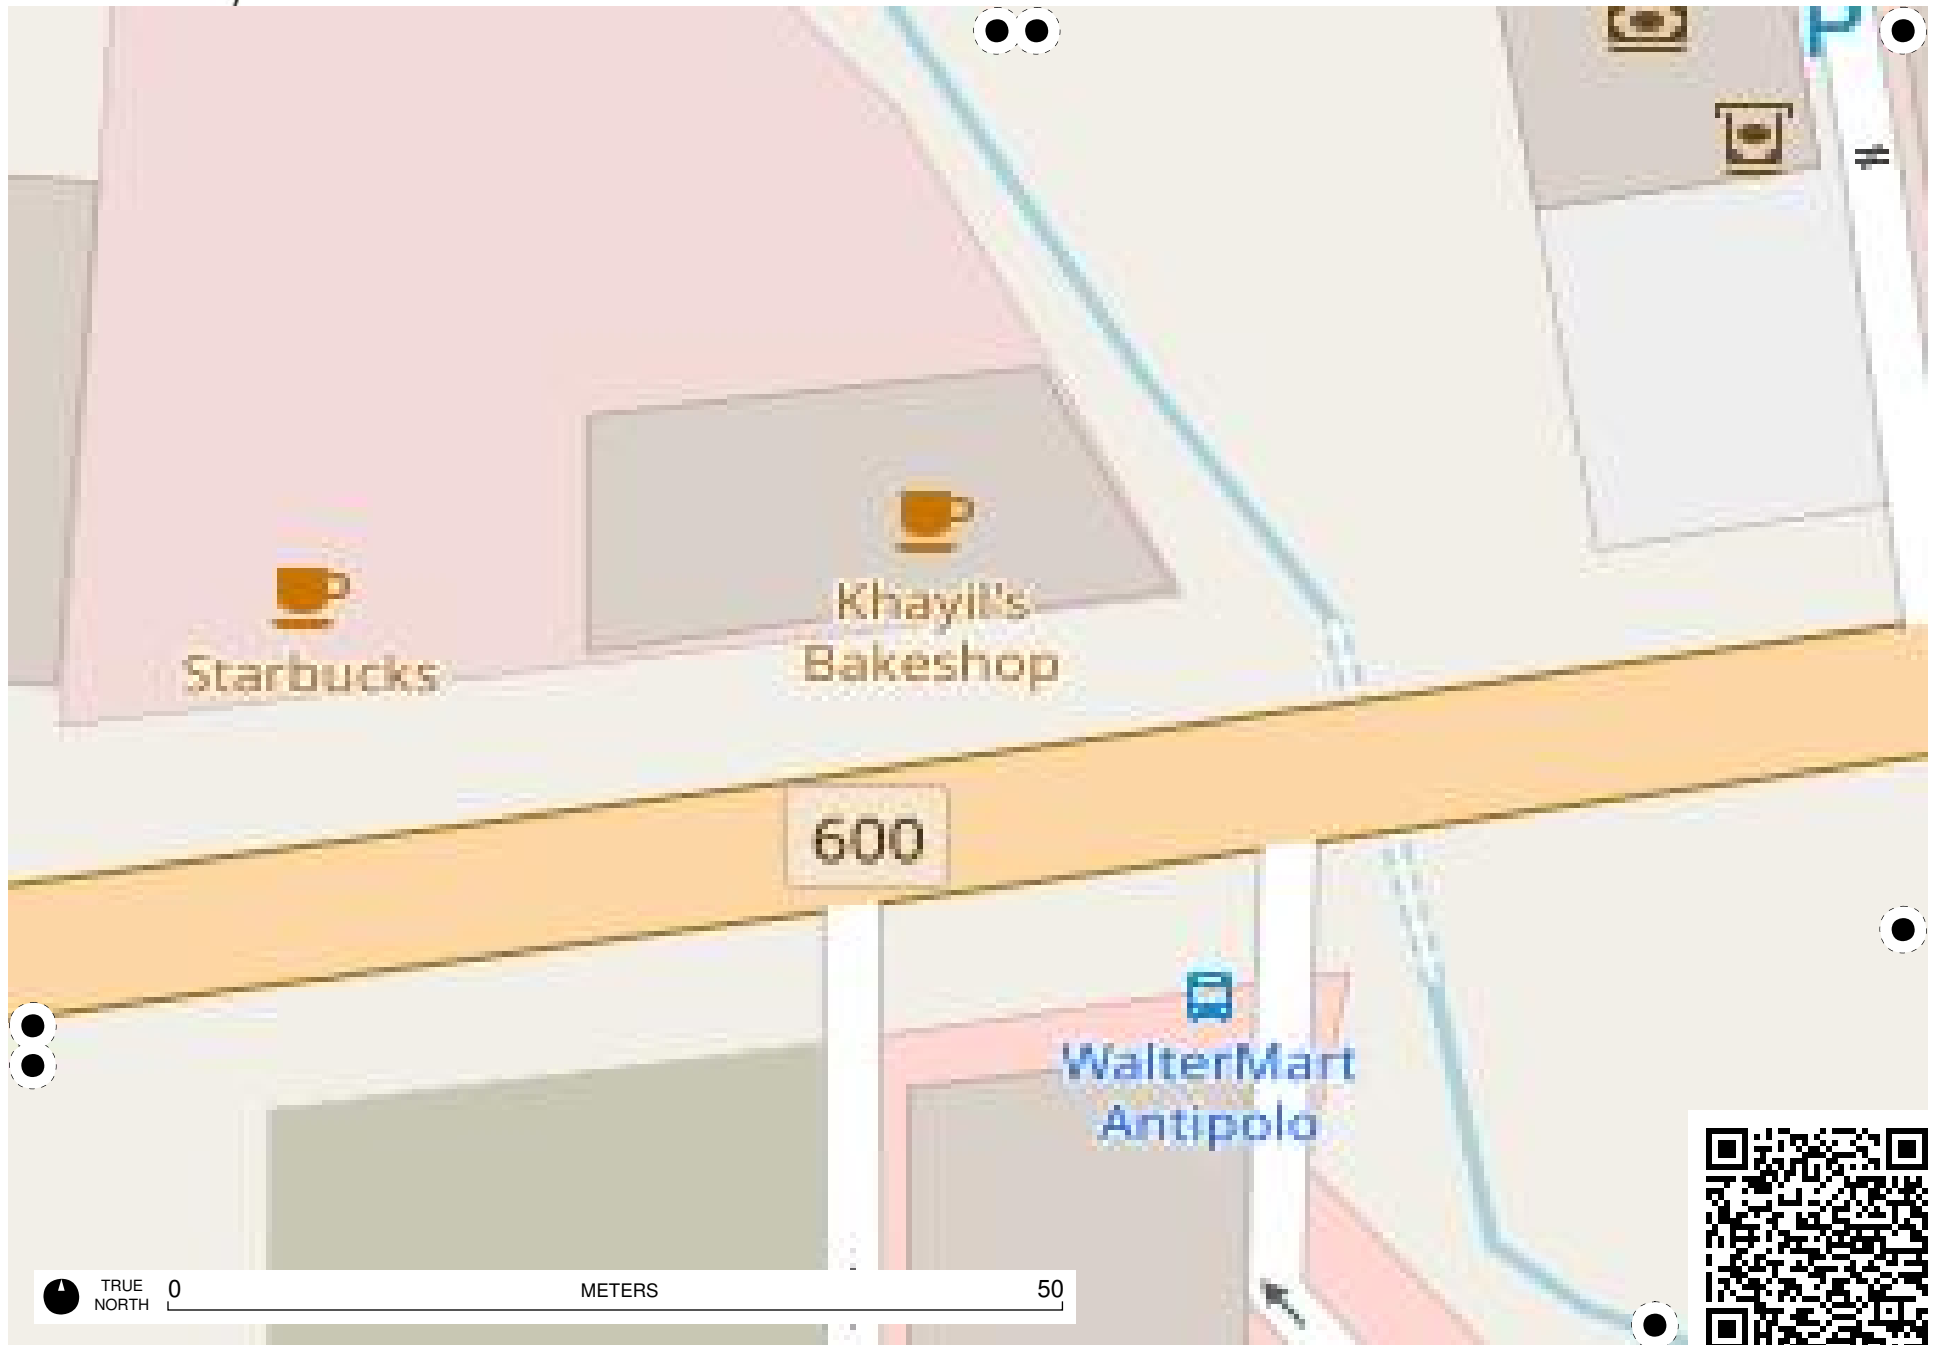 P
Khayil's
Bakeshop
Starbucks
600
WalterMart
Antipolo
TRUE
NORTH
0
METERS
50